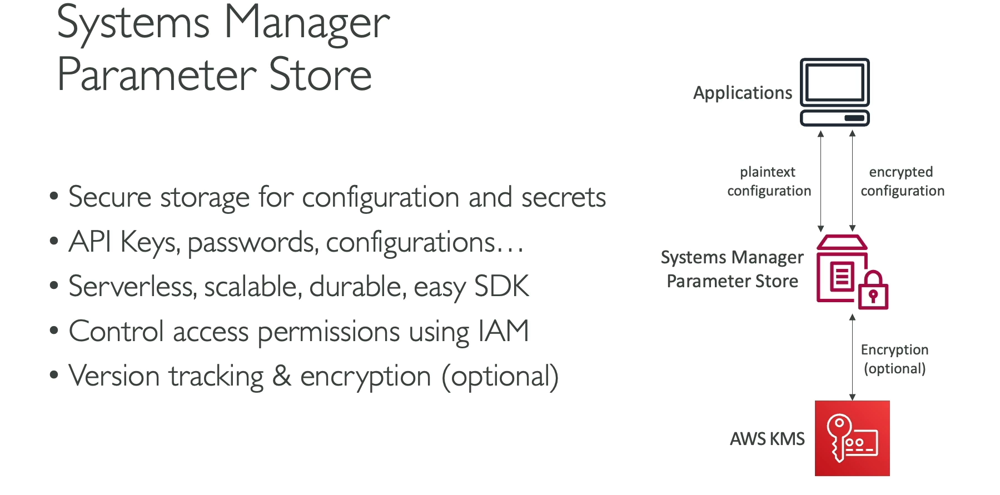 Systems Manager
Parameter Store
• Secure storage for configuration and secrets
• API Keys, passwords, configurations…
• Serverless, scalable, durable, easy SDK
• Control access permissions using IAM
• Version tracking & encryption (optional)
Applications
plaintext
configuration
encrypted
configuration
Systems Manager
Parameter Store
Encryption
(optional)
AWS KMS